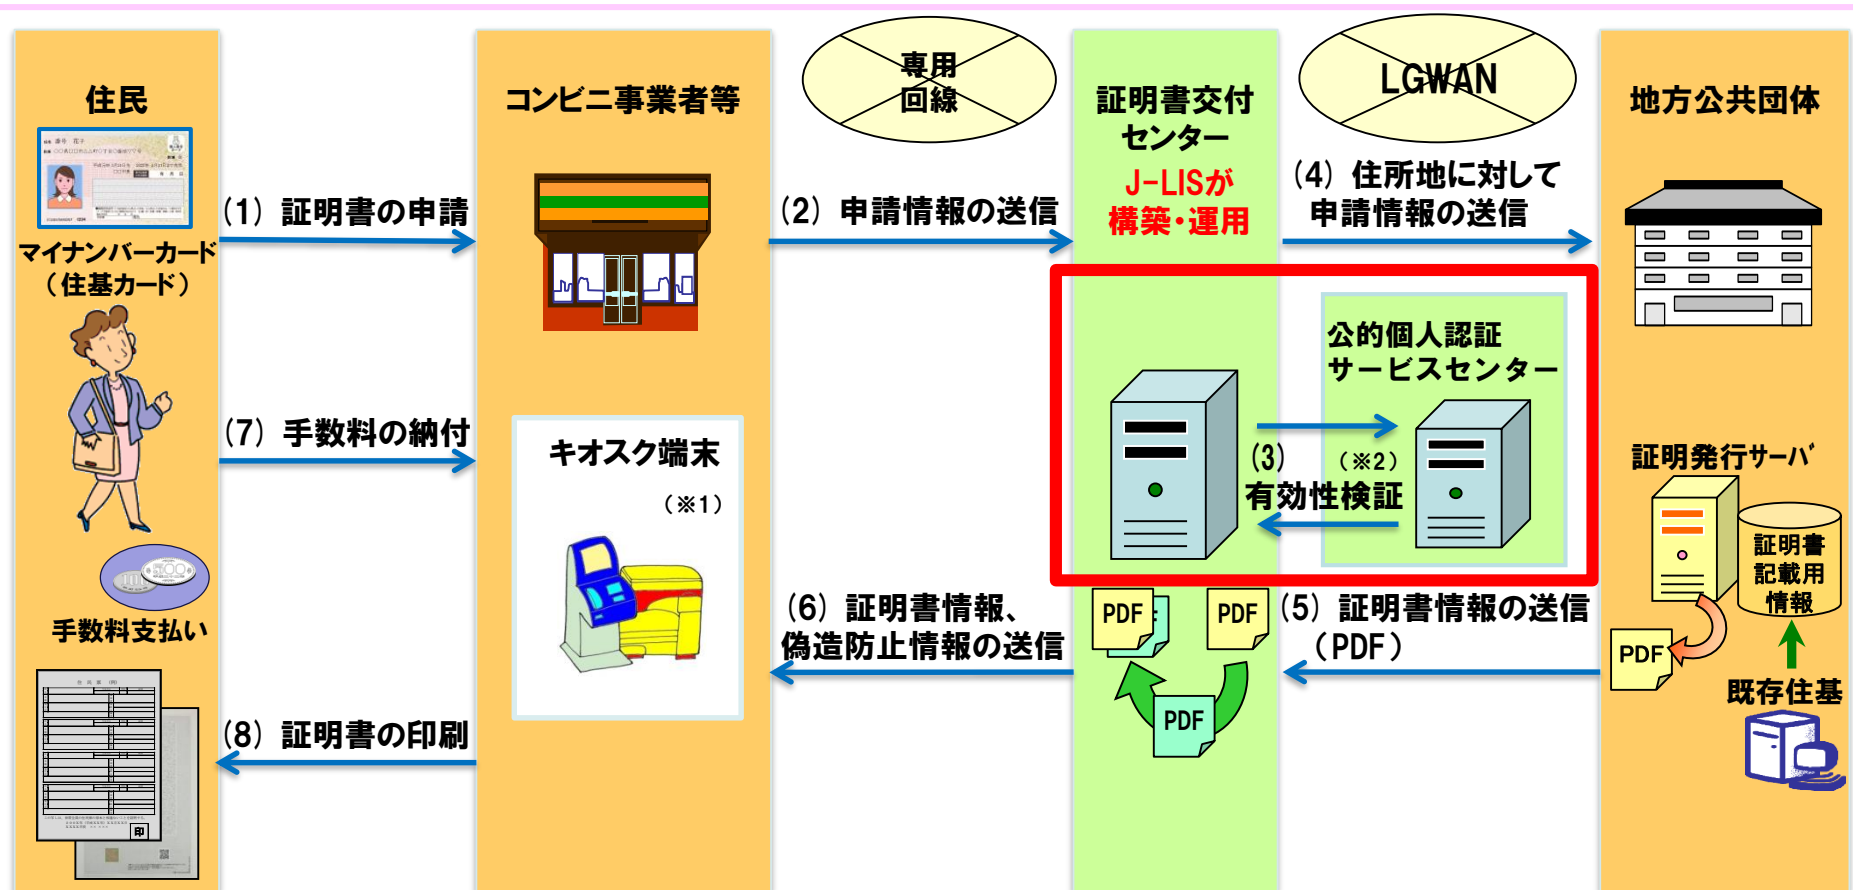 住民
マイナンバーカード
(住基カード)
手数料支払い
住 民 票 (写)
印
(1) 証明書の申請
(7) 手数料の納付
(8) 証明書の印刷
コンビニ事業者等
キオスク端末
(※1)
専用
回線
(2) 申請情報の送信
(6) 証明書情報、
偽造防止情報の送信
証明書交付
センター
J-LISが
構築・運用
LGWAN
(4) 住所地に対して
申請情報の送信
公的個人認証
サービスセンター
(3)
(※2)
有効性検証
PDF
PDF
PDF
(5) 証明書情報の送信
(PDF)
地方公共団体
証明発行サーバ
証明書
記載用
情報
PDF
既存住基